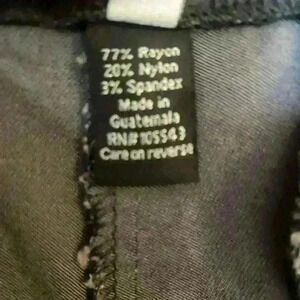 77% Rayon
20% Nylon
3% Spandex
Made in
Guatemala
RN# 105543
Care on reverse